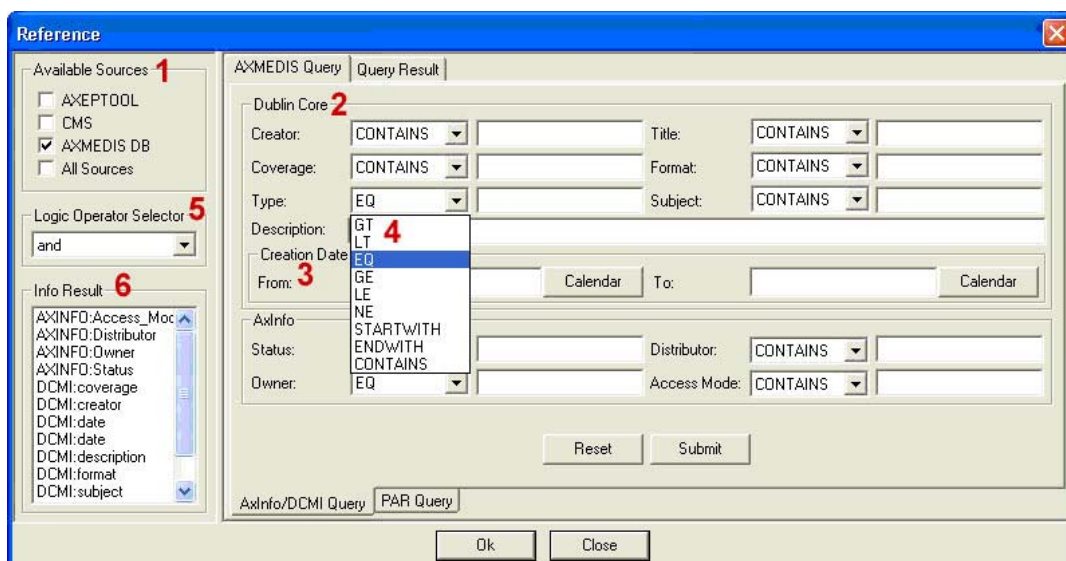 Reference
Available Sources 1
AXEPTOOL
CMS
AXMEDIS DB
All Sources
Logic Operator Selector 5
and
Info Result 6
AXINFO:Access_Mod
AXINFO:Distributor
AXINFO:Owner
AXINFO:Status
DCMI:coverage
DCMI:creator
DCMI:date
DCMI:date
DCMI:description
DCMI:format
DCMI:subject
AXMEDIS Query Query Result
Dublin Core 2
Creator: CONTAINS Title: CONTAINS
Coverage: CONTAINS Format: CONTAINS
Type: EQ Subject: CONTAINS
Description:
GT 4
LT
EQ
GE
LE
NE
STARTWITH
ENDWITH
CONTAINS
Creation Date
From: 3 Calendar To: Calendar
AxInfo
Status: Distributor: CONTAINS
Owner: EQ Access Mode: CONTAINS
Reset Submit
AxInfo/DCMI Query PAR Query
Ok Close